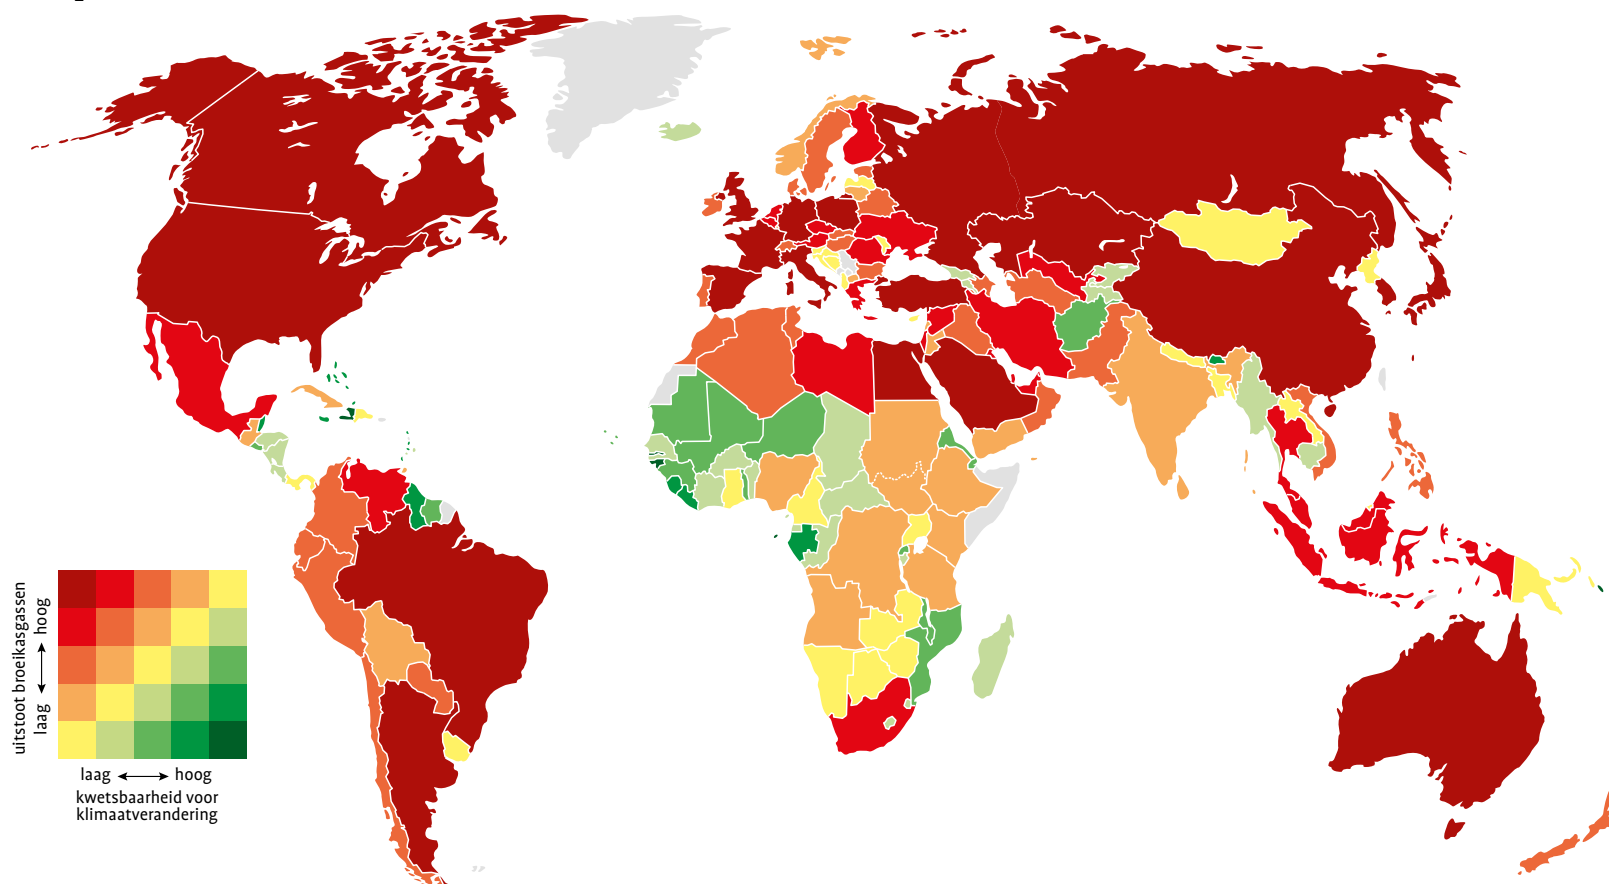 uitstoot broeikasgassen
laag hoog
laag hoog
kwetsbaarheid voor
klimaatverandering